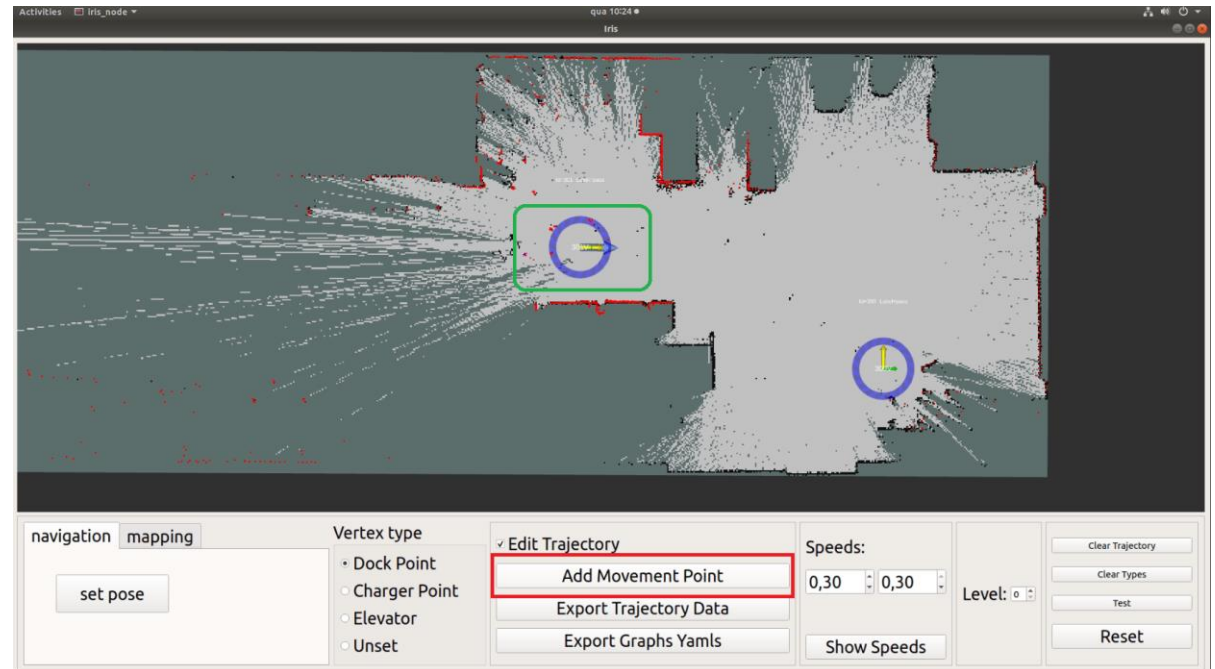 Activities iris_node
qua 10:24
Iris
navigation mapping
set pose
Vertex type
Dock Point
Charger Point
Elevator
Unset
Edit Trajectory
Add Movement Point
Export Trajectory Data
Export Graphs Yamls
Speeds:
0,30 0,30
Show Speeds
Level: 0
Clear Trajectory
Clear Types
Test
Reset